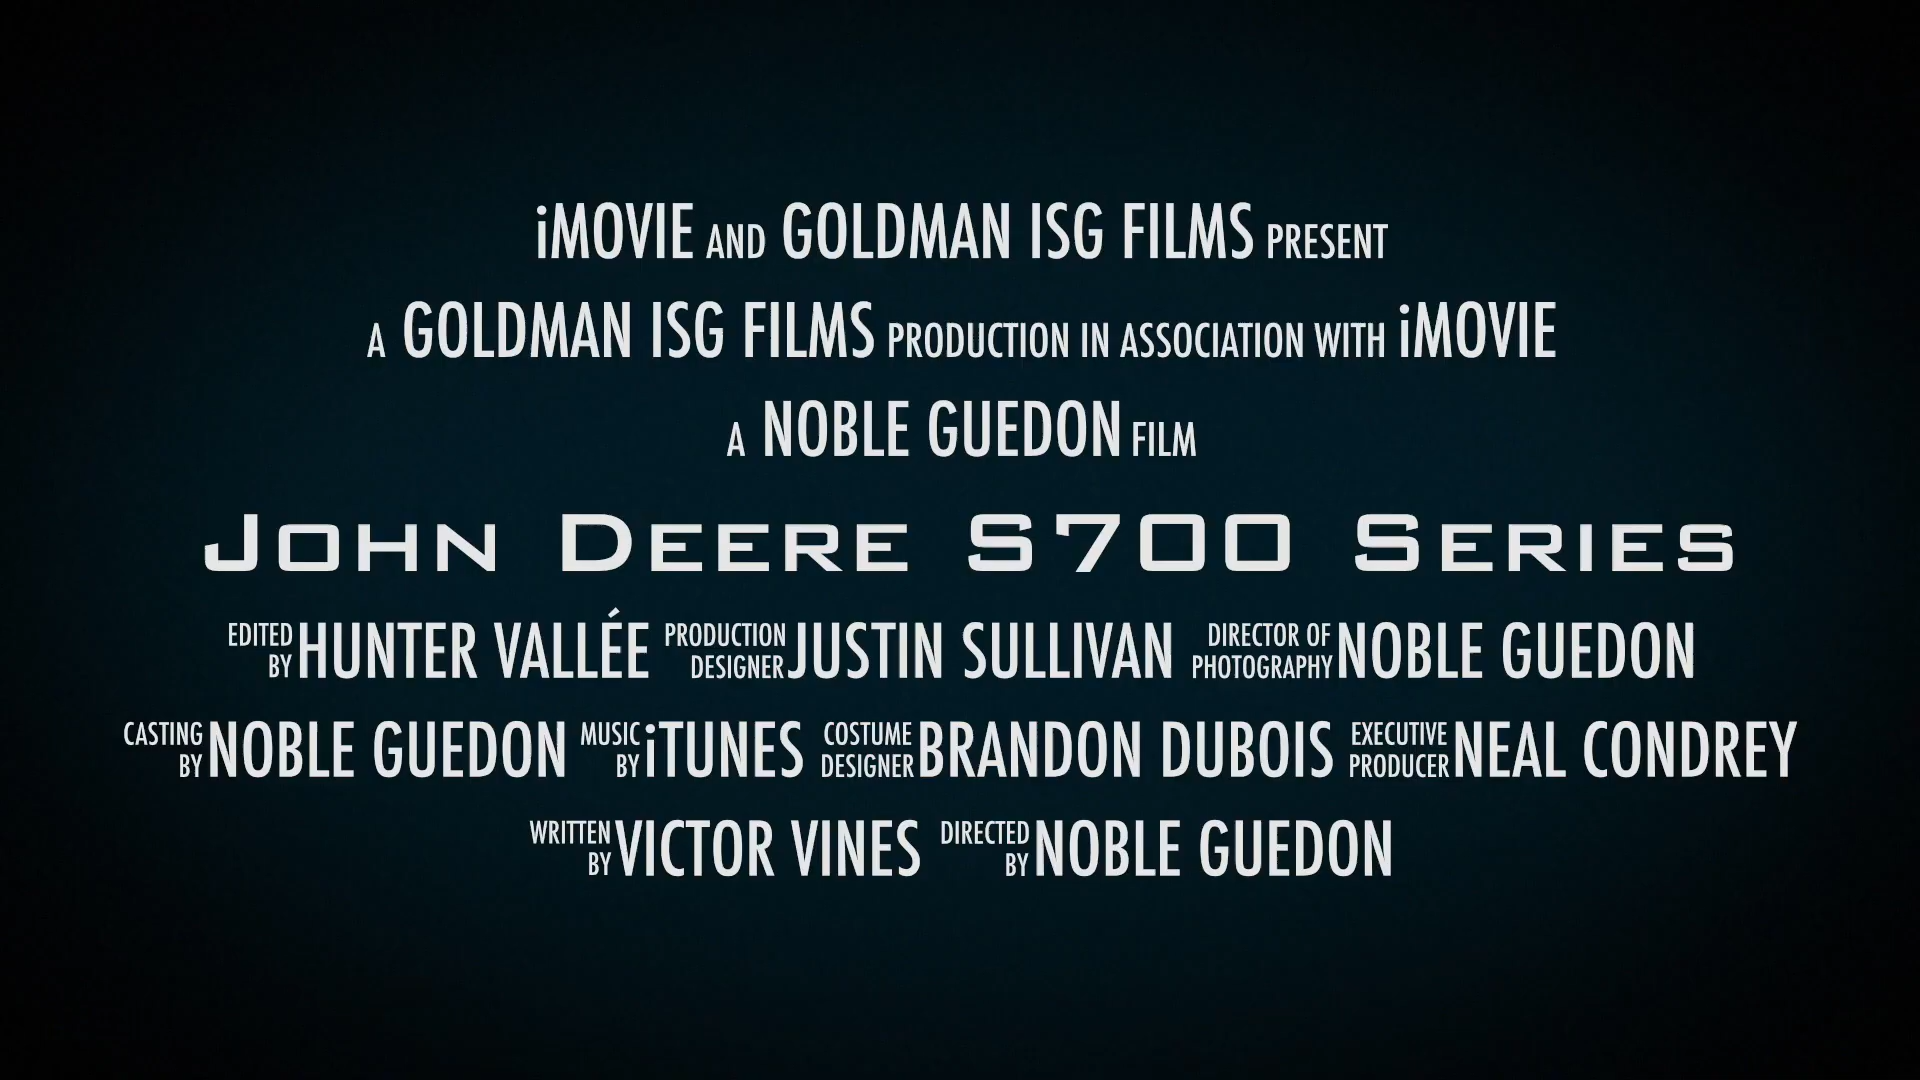 iMOVIE AND GOLDMAN ISG FILMS PRESENT
A GOLDMAN ISG FILMS PRODUCTION IN ASSOCIATION WITH iMOVIE
A NOBLE GUEDON FILM
JOHN DEERE S700 SERIES
EDITED BY HUNTER VALLÉE PRODUCTION DESIGNER JUSTIN SULLIVAN DIRECTOR OF PHOTOGRAPHY NOBLE GUEDON
CASTING BY NOBLE GUEDON MUSIC BY iTUNES COSTUME DESIGNER BRANDON DUBOIS EXECUTIVE PRODUCER NEAL CONDREY
WRITTEN BY VICTOR VINES DIRECTED BY NOBLE GUEDON